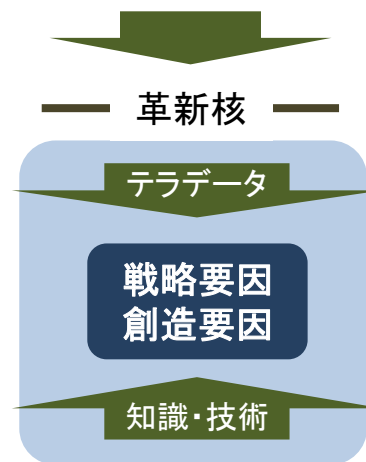 革新核
テラデータ
戦略要因
創造要因
知識・技術